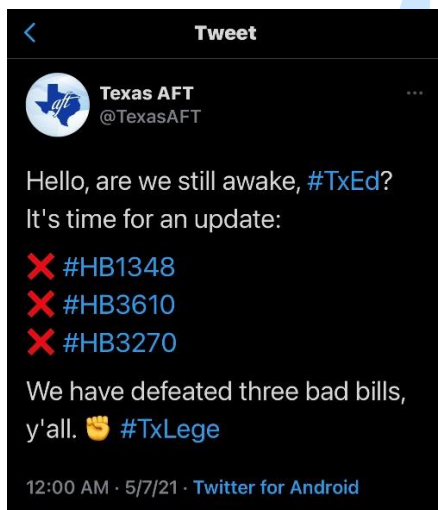 Tweet
aft
Texas AFT
@TexasAFT
Hello, are we still awake, #TxEd?
It's time for an update:
❌ #HB1348
❌ #HB3610
❌ #HB3270
We have defeated three bad bills,
y'all. ✊ #TxLege
12:00 AM · 5/7/21 · Twitter for Android